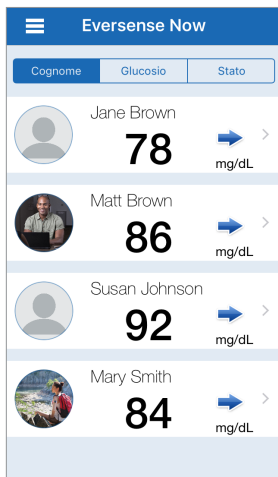 Eversense Now
Cognome Glucosio Stato
Jane Brown
78
mg/dL
Matt Brown
86
mg/dL
Susan Johnson
92
mg/dL
Mary Smith
84
mg/dL